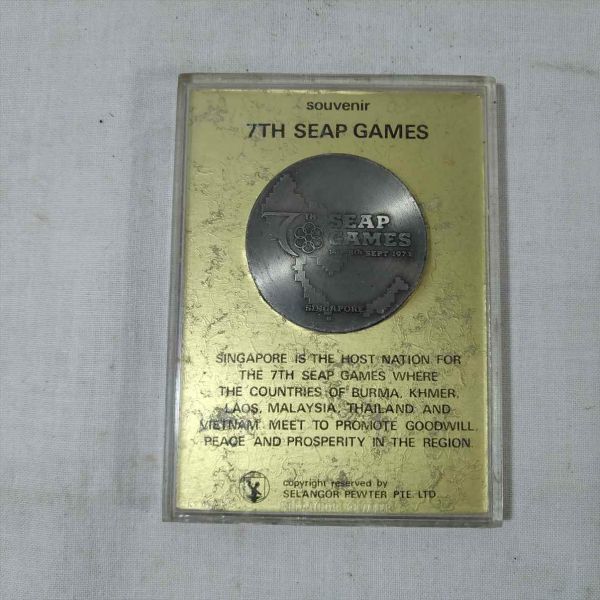 souvenir
7TH SEAP GAMES
7TH SEAP
GAMES
SEPT 1973
SINGAPORE
SINGAPORE IS THE HOST NATION FOR
THE 7TH SEAP GAMES WHERE
THE COUNTRIES OF BURMA, KHMER,
LAOS, MALAYSIA, THAILAND AND
VIETNAM MEET TO PROMOTE GOODWILL,
PEACE AND PROSPERITY IN THE REGION.
copyright reserved by
SELANGOR PEWTER PTE. LTD.